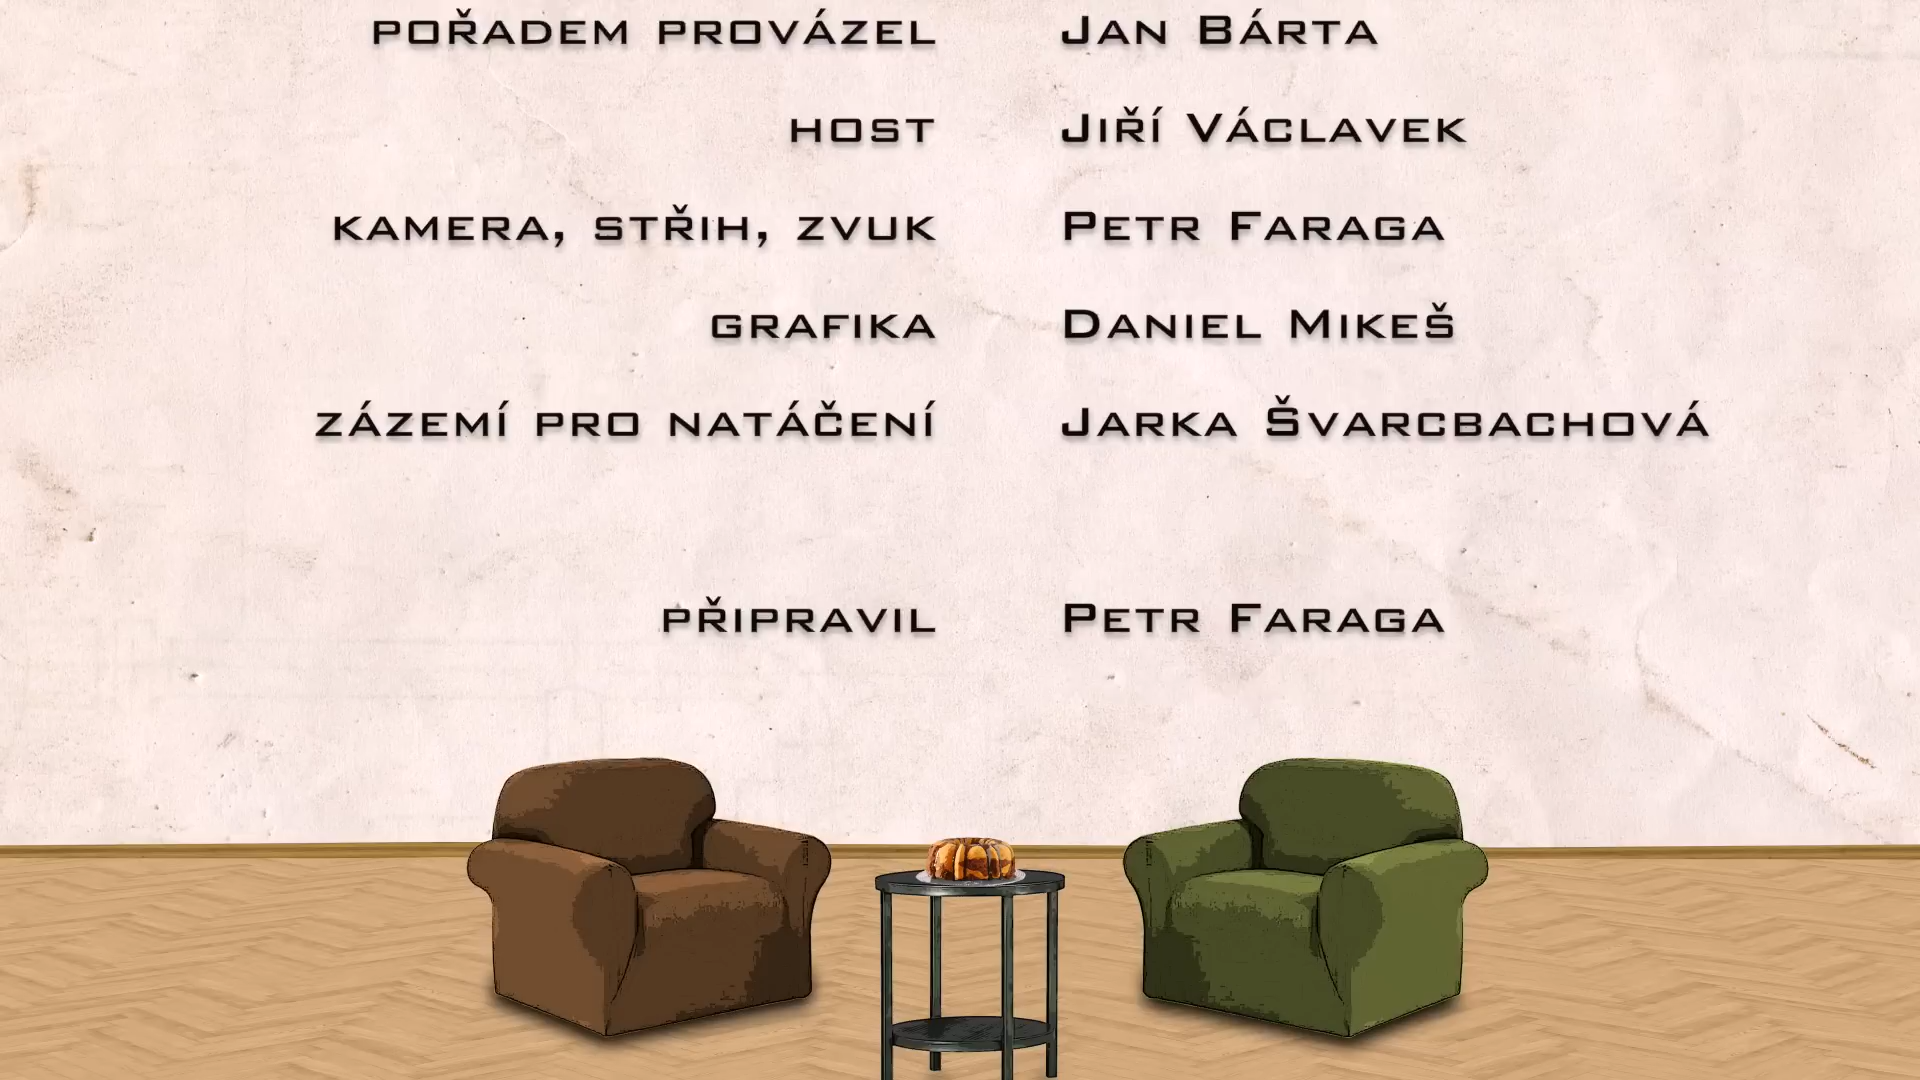 POŘADEM PROVÁZEL JAN BÁRTA
HOST JIŘÍ VÁCLAVEK
KAMERA, STŘIH, ZVUK PETR FARAGA
GRAFIKA DANIEL MIKEŠ
ZÁZEMÍ PRO NATÁČENÍ JARKA ŠVARCBACHOVÁ
PŘIPRAVIL PETR FARAGA